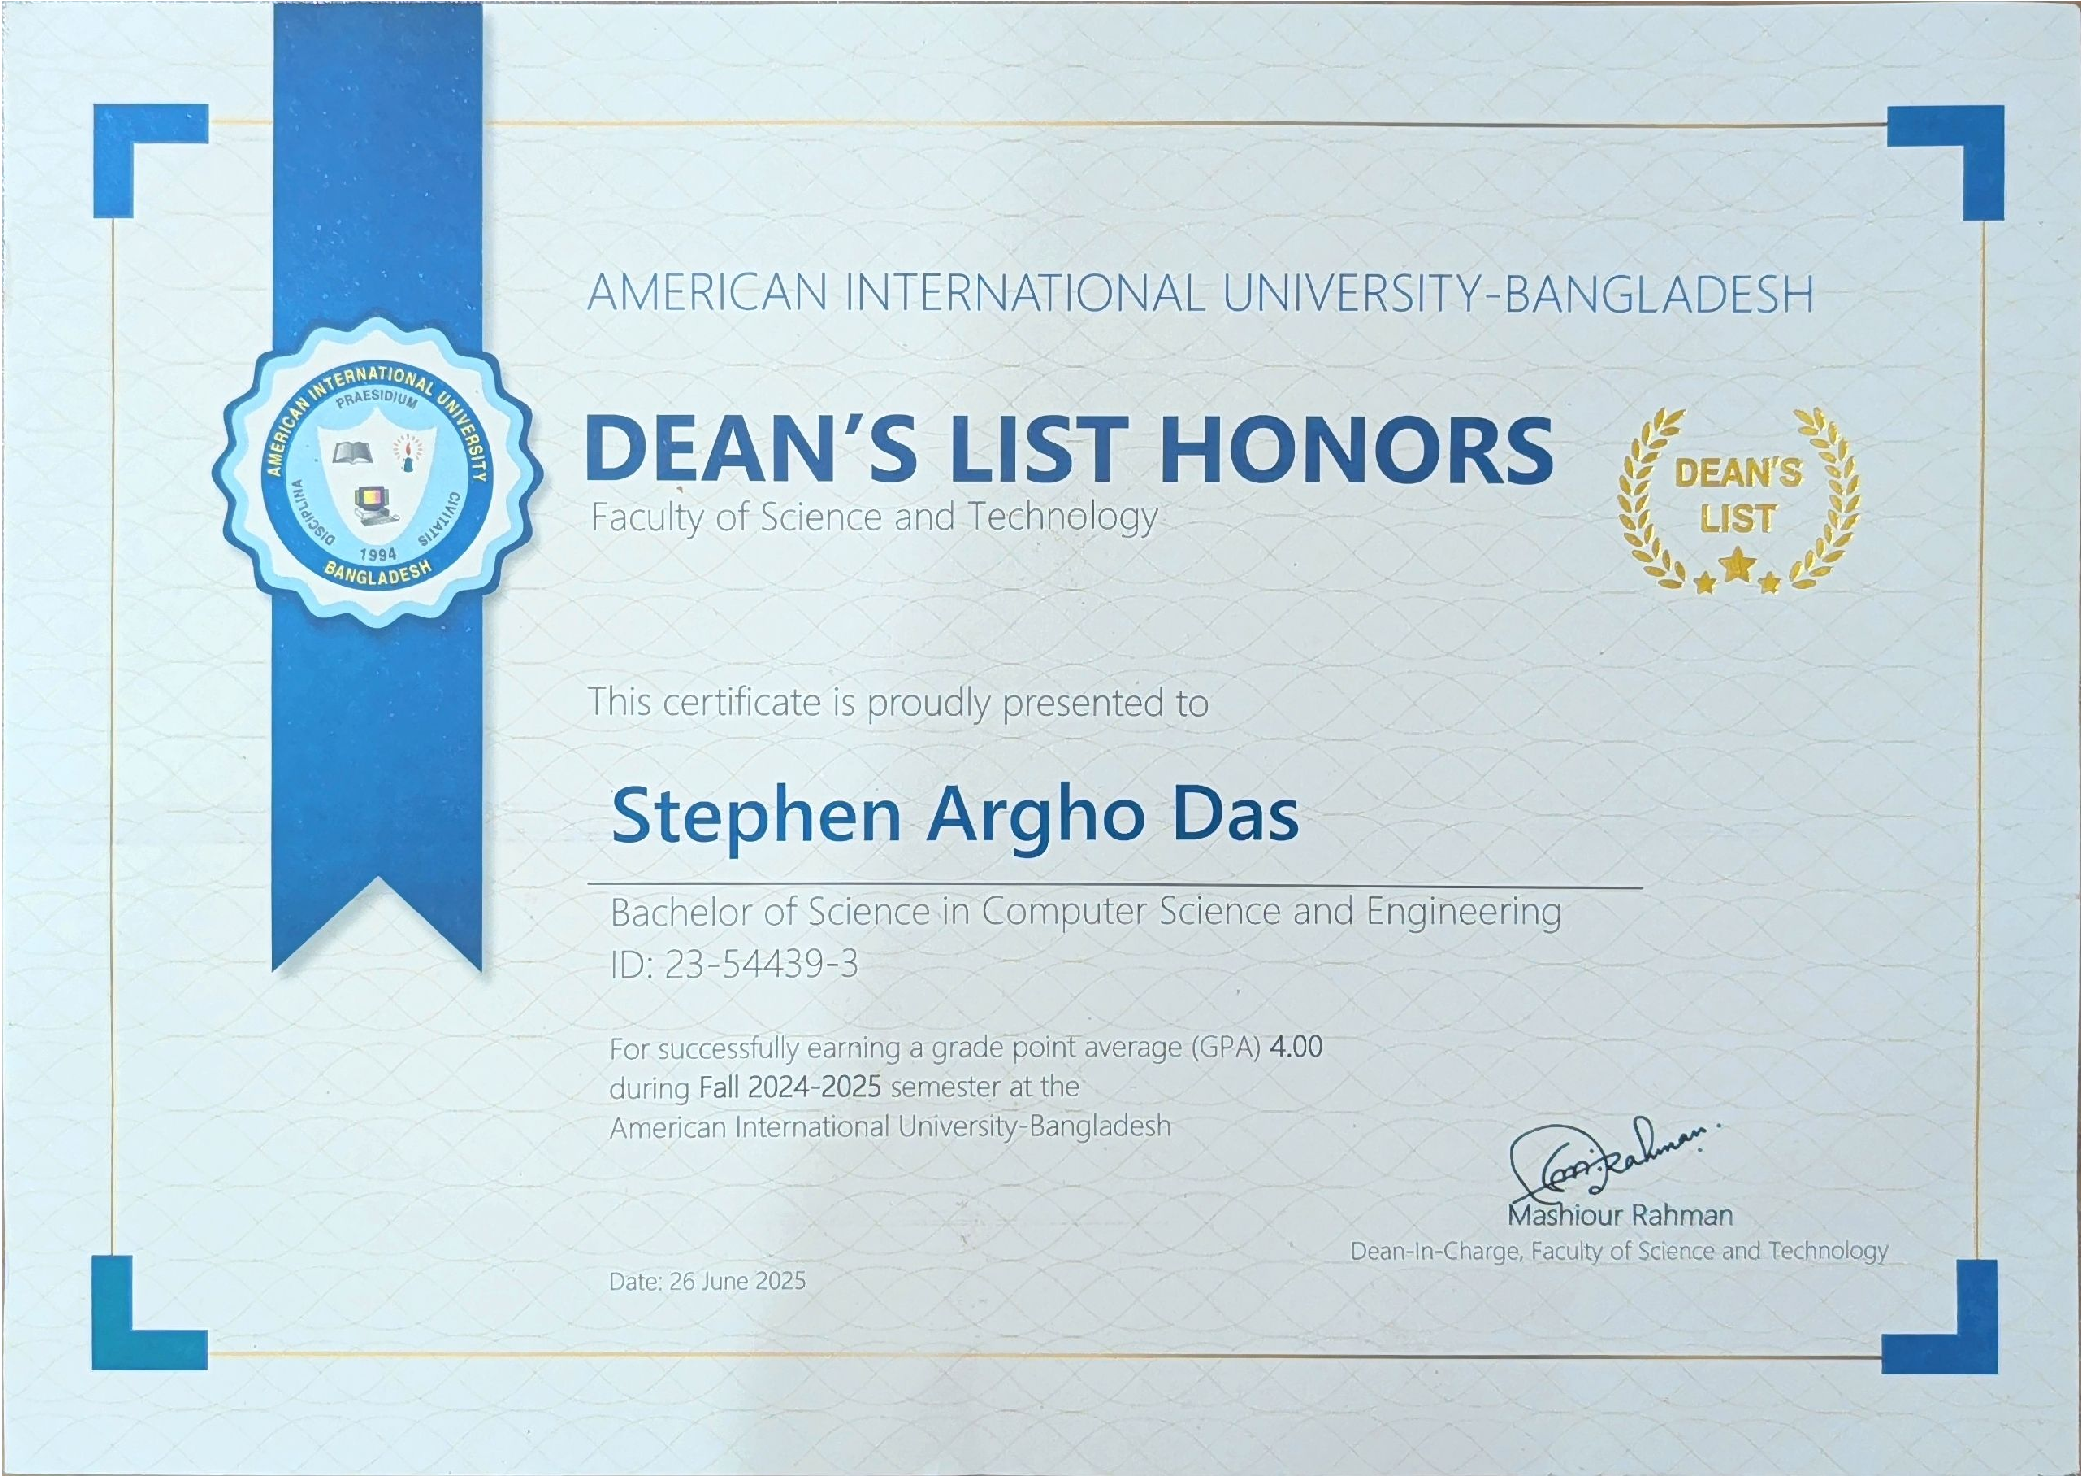 AMERICAN INTERNATIONAL UNIVERSITY-BANGLADESH
AMERICAN INTERNATIONAL UNIVERSITY
PRAESIDIUM
DISCIPLINA
CIVITATIS
1994
BANGLADESH
DEAN'S LIST HONORS
Faculty of Science and Technology
DEAN'S
LIST
This certificate is proudly presented to
Stephen Argho Das
Bachelor of Science in Computer Science and Engineering
ID: 23-54439-3
For successfully earning a grade point average (GPA) 4.00
during Fall 2024-2025 semester at the
American International University-Bangladesh
Mashiour Rahman
Dean-In-Charge, Faculty of Science and Technology
Date: 26 June 2025